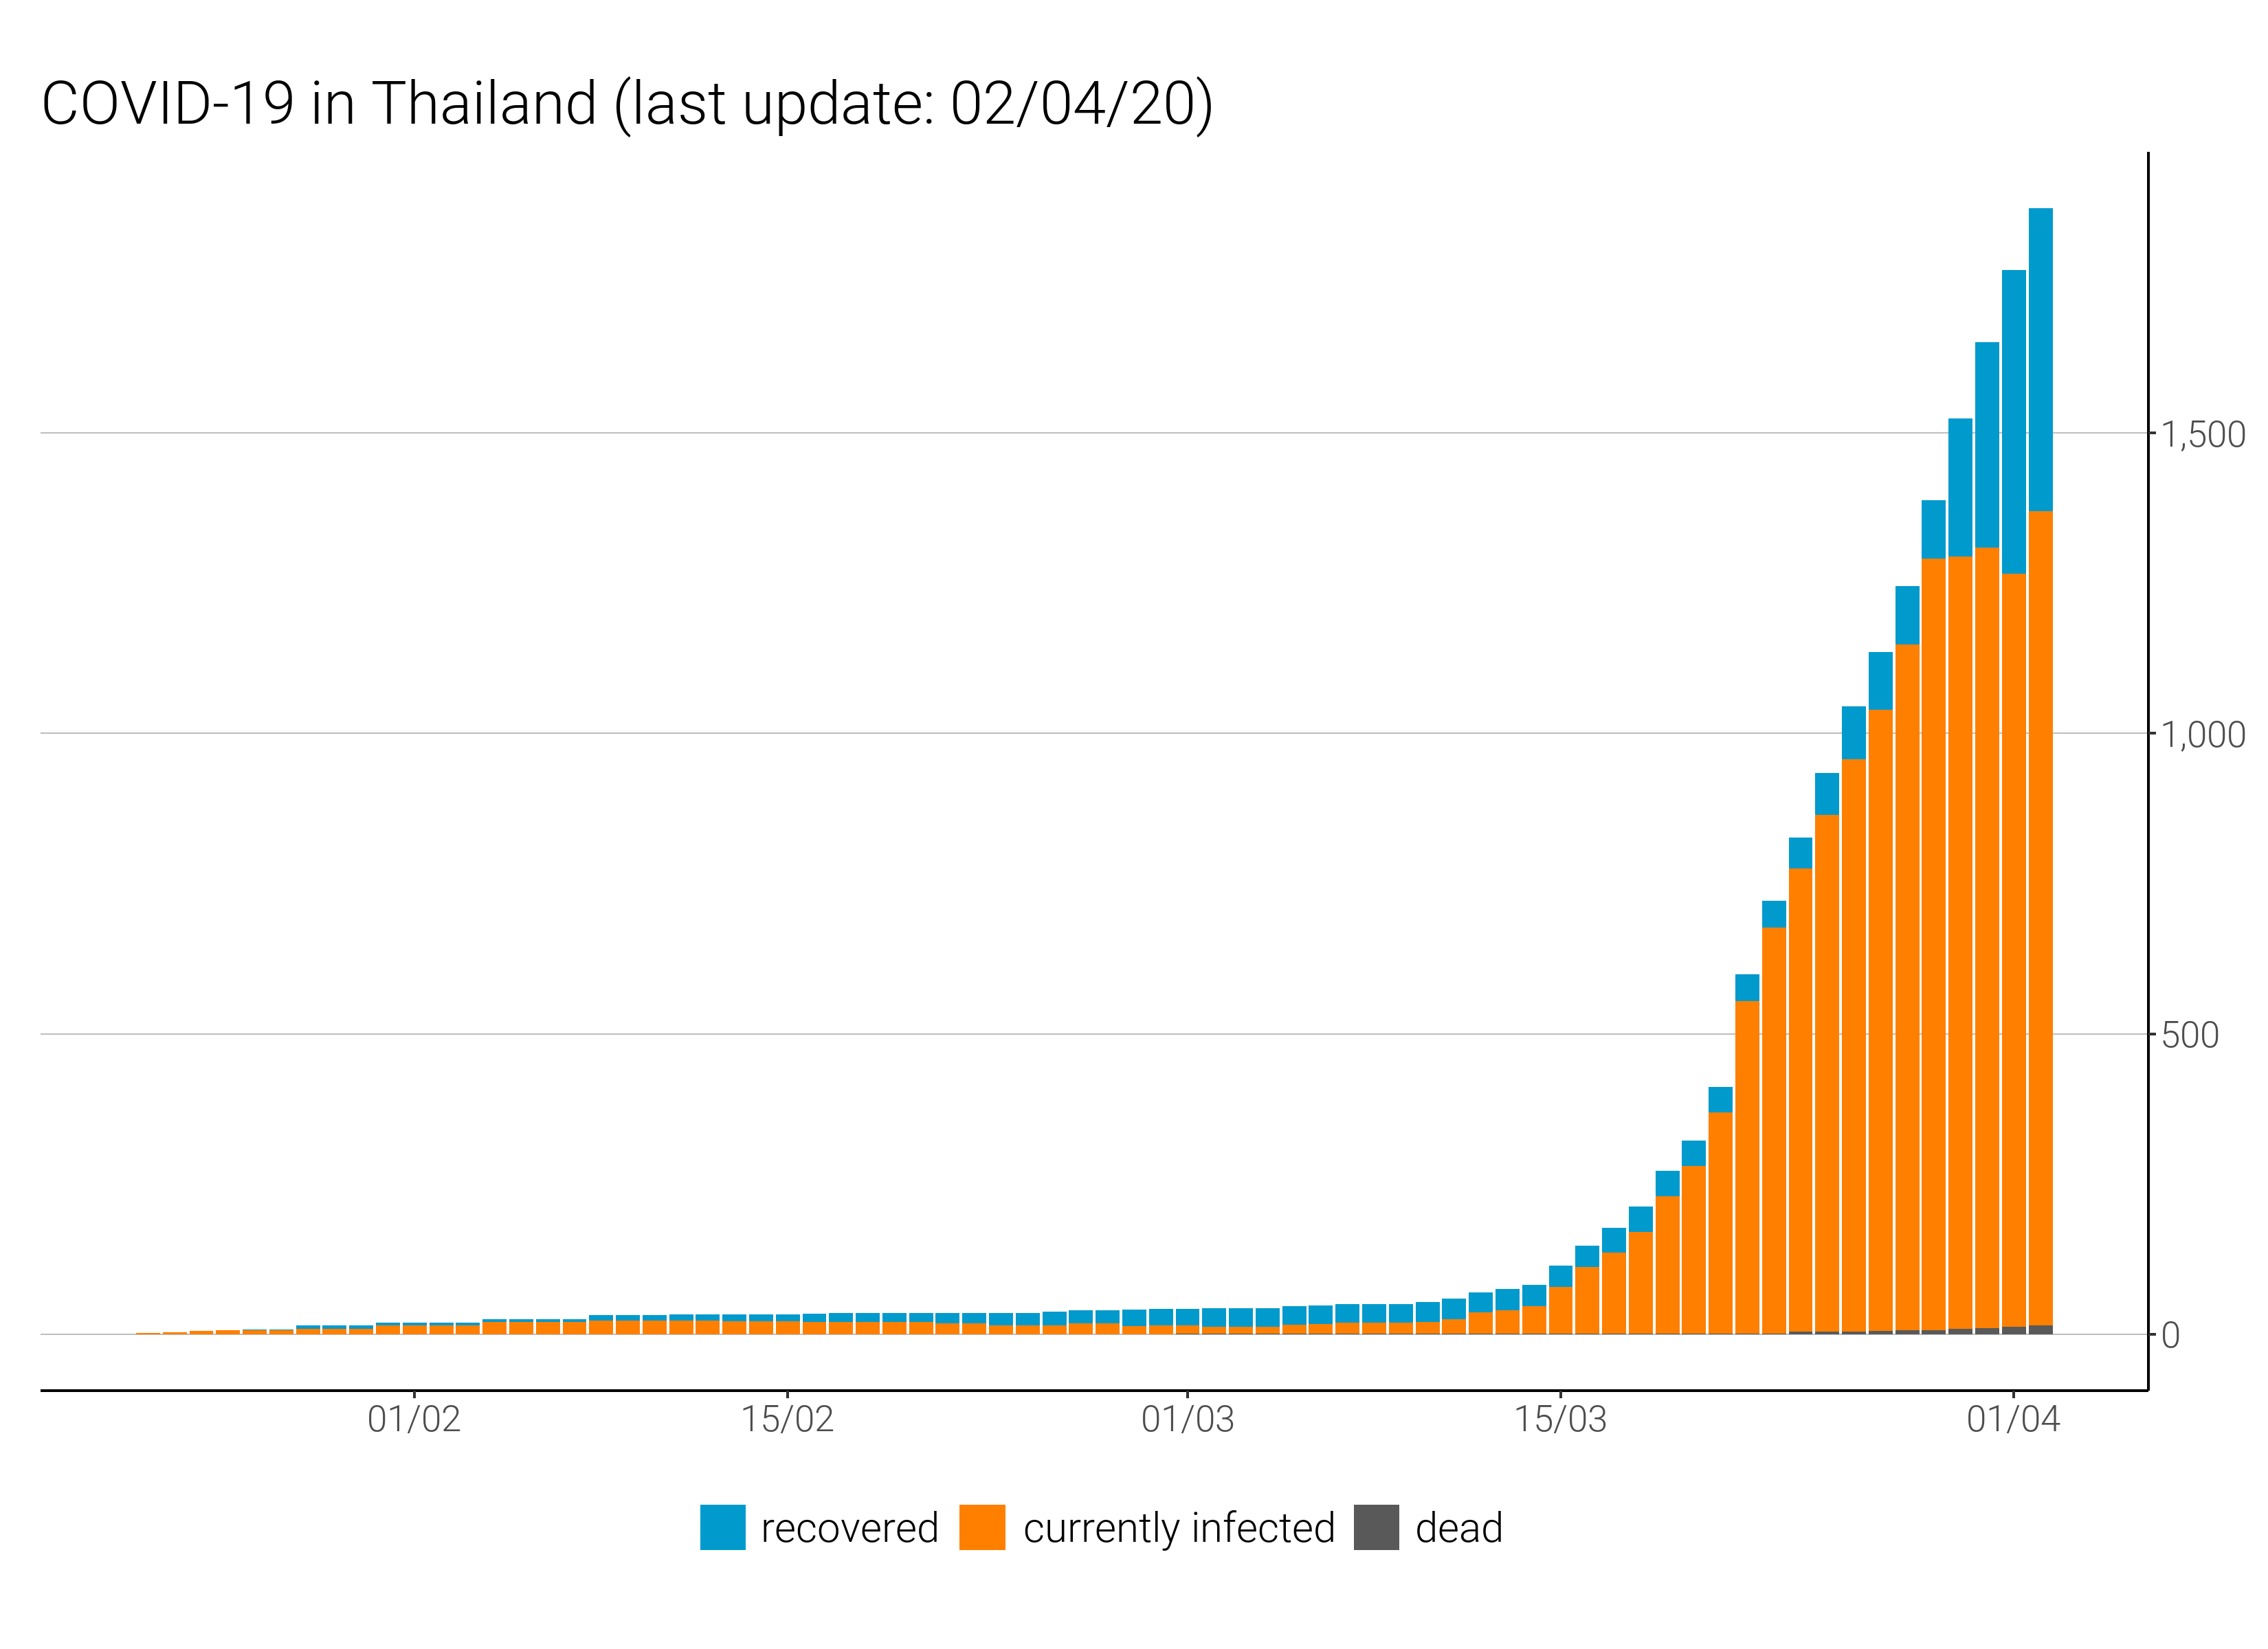 COVID-19 in Thailand (last update: 02/04/20)
1,500
1,000
500
0
01/02 15/02 01/03 15/03 01/04
recovered currently infected dead